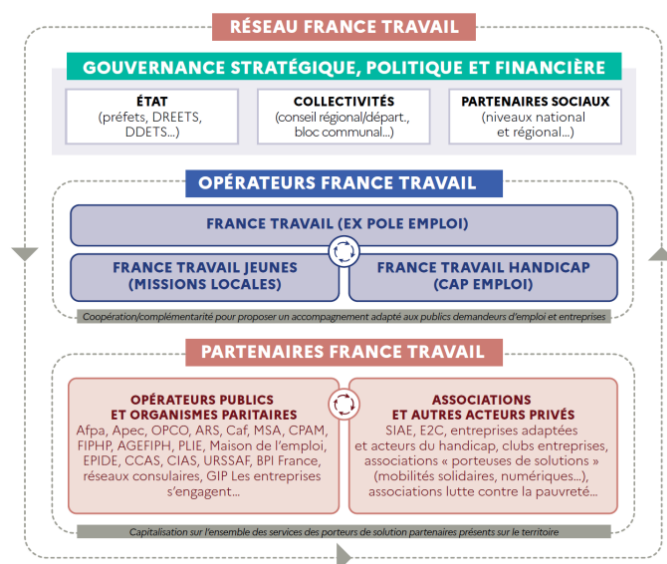 RÉSEAU FRANCE TRAVAIL
GOUVERNANCE STRATÉGIQUE, POLITIQUE ET FINANCIÈRE
ÉTAT
(préfets, DREETS,
DDETS...)
COLLECTIVITÉS
(conseil régional/départ.,
bloc communal...)
PARTENAIRES SOCIAUX
(niveaux national
et régional...)
OPÉRATEURS FRANCE TRAVAIL
FRANCE TRAVAIL (EX POLE EMPLOI)
FRANCE TRAVAIL JEUNES
(MISSIONS LOCALES)
FRANCE TRAVAIL HANDICAP
(CAP EMPLOI)
Coopération/complémentarité pour proposer un accompagnement adapté aux publics demandeurs d'emploi et entreprises
PARTENAIRES FRANCE TRAVAIL
OPÉRATEURS PUBLICS
ET ORGANISMES PARITAIRES
Afpa, Apec, OPCO, ARS, Caf, MSA, CPAM,
FIPHP, AGEFIPH, PLIE, Maison de l'emploi,
EPIDE, CCAS, CIAS, URSSAF, BPI France,
réseaux consulaires, GIP Les entreprises
s'engagent...
ASSOCIATIONS
ET AUTRES ACTEURS PRIVÉS
SIAE, E2C, entreprises adaptées
et acteurs du handicap, clubs entreprises,
associations « porteuses de solutions »
(mobilités solidaires, numériques...),
associations lutte contre la pauvreté...
Capitalisation sur l'ensemble des services des porteurs de solution partenaires présents sur le territoire